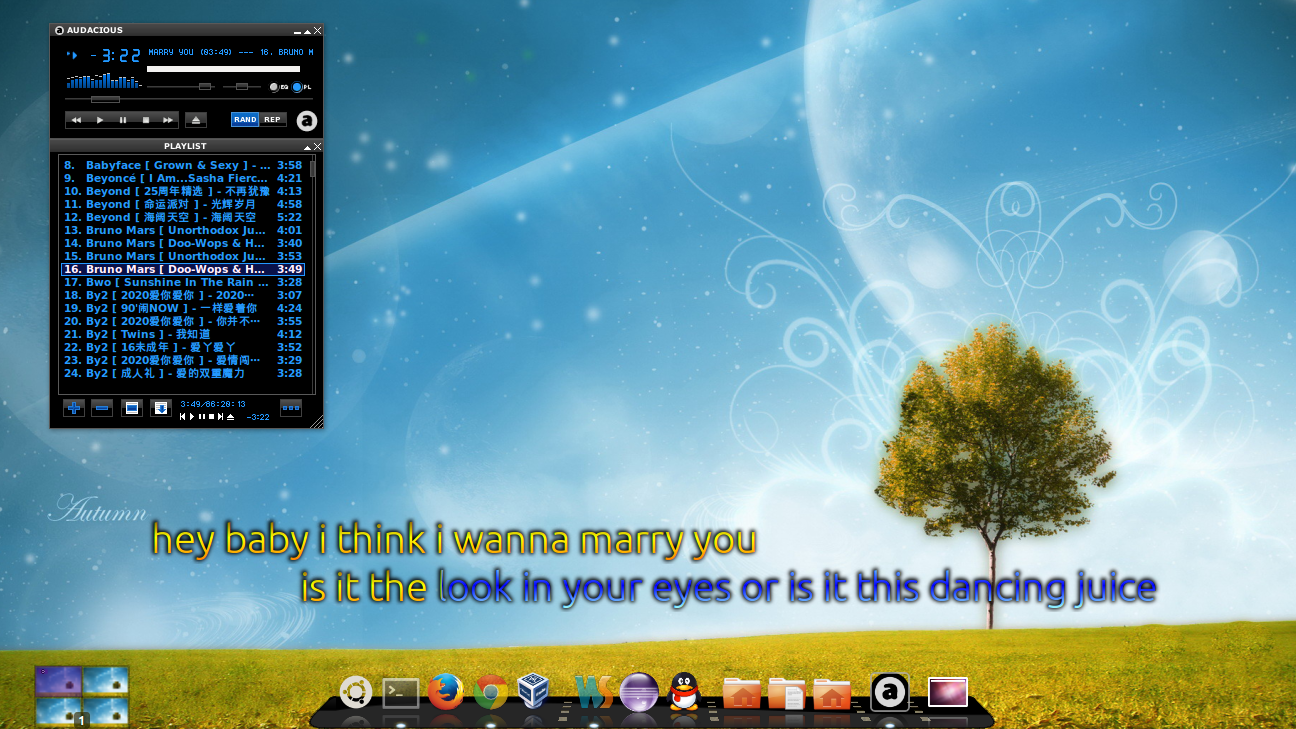 AUDACIOUS
- 3:22 MARRY YOU (03:49) --- 16. BRUNO M
EQ PL
RAND REP
PLAYLIST
8. Babyface [ Grown & Sexy ] - ... 3:58
9. Beyoncé [ I Am...Sasha Fierc... 4:21
10. Beyond [ 25周年精选 ] - 不再犹豫 4:13
11. Beyond [ 命运派对 ] - 光辉岁月 4:58
12. Beyond [ 海阔天空 ] - 海阔天空 5:22
13. Bruno Mars [ Unorthodox Ju... 4:01
14. Bruno Mars [ Doo-Wops & H... 3:40
15. Bruno Mars [ Unorthodox Ju... 3:53
16. Bruno Mars [ Doo-Wops & H... 3:49
17. Bwo [ Sunshine In The Rain ... 3:28
18. By2 [ 2020爱你爱你 ] - 2020... 3:07
19. By2 [ 90'闹NOW ] - 一样爱着你 4:24
20. By2 [ 2020爱你爱你 ] - 你并不... 3:55
21. By2 [ Twins ] - 我知道 4:12
22. By2 [ 16未成年 ] - 爱丫爱丫 3:52
23. By2 [ 2020爱你爱你 ] - 爱情闯... 3:29
24. By2 [ 成人礼 ] - 爱的双重魔力 3:28
3:49/86:28:13
-3:22
Autumn
hey baby i think i wanna marry you
is it the look in your eyes or is it this dancing juice
1
>_
WS
a